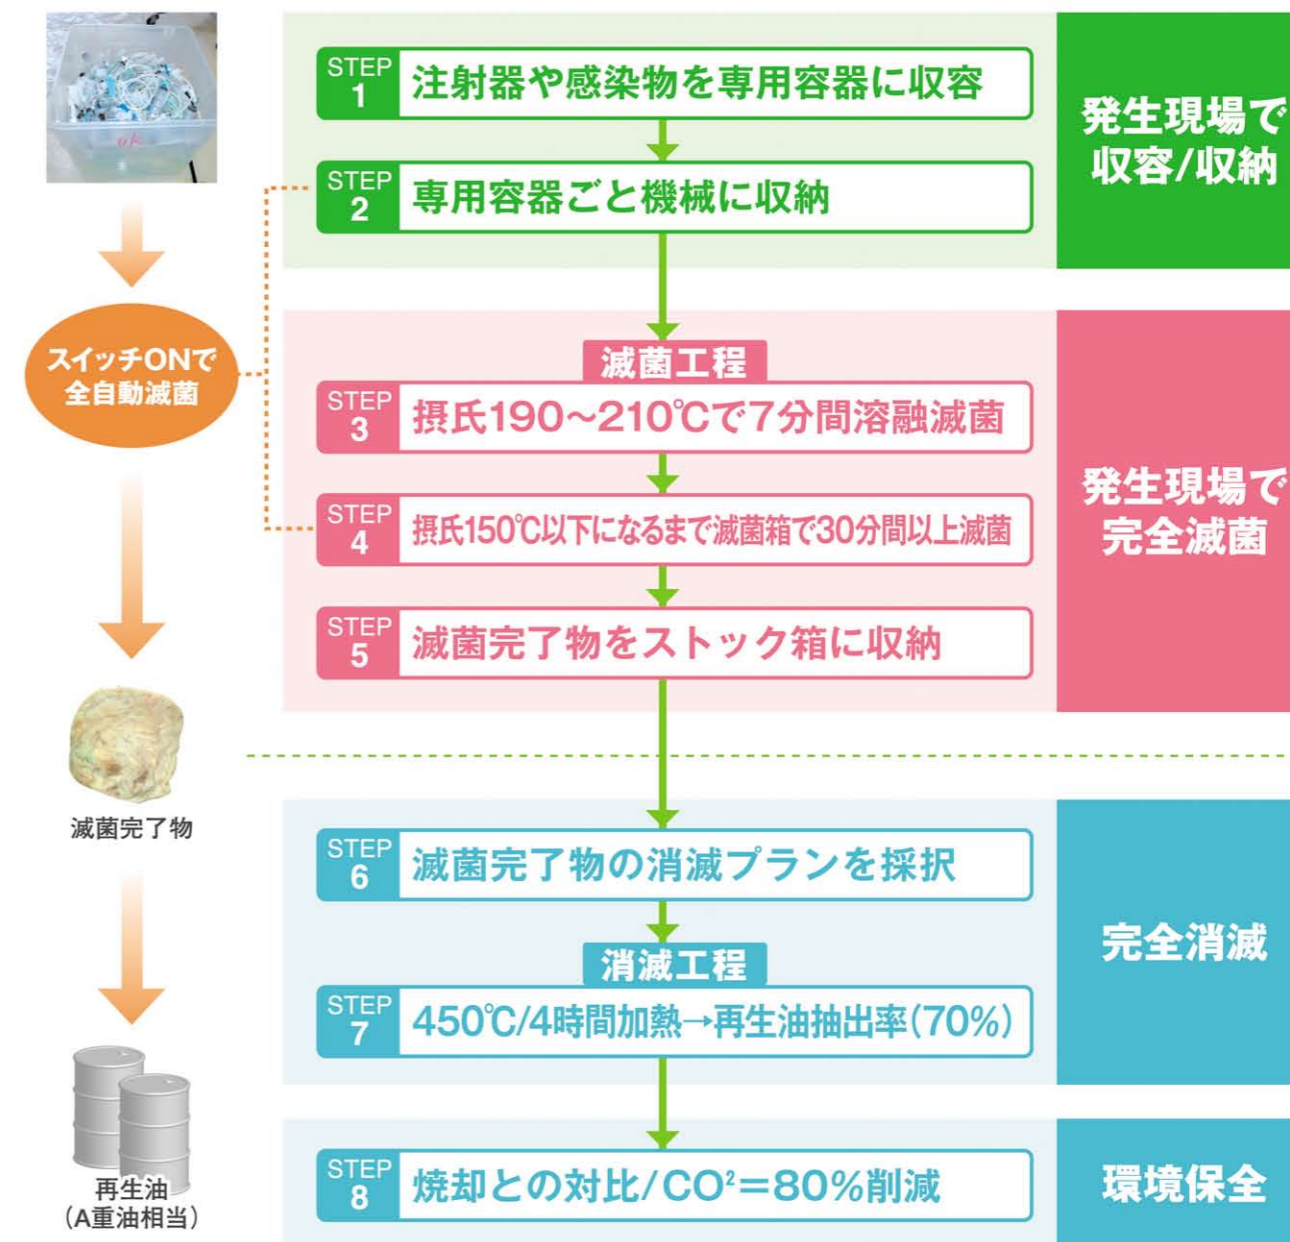 ok
スイッチONで
全自動滅菌
滅菌完了物
再生油
（A重油相当）
STEP
1
注射器や感染物を専用容器に収容
STEP
2
専用容器ごと機械に収納
発生現場で
収容/収納
滅菌工程
STEP
3
摂氏190〜210℃で7分間溶融滅菌
STEP
4
摂氏150℃以下になるまで滅菌箱で30分間以上滅菌
STEP
5
滅菌完了物をストック箱に収納
発生現場で
完全滅菌
STEP
6
滅菌完了物の消滅プランを採択
消滅工程
STEP
7
450℃/4時間加熱→再生油抽出率(70%)
完全消滅
STEP
8
焼却との対比/CO²＝80%削減
環境保全